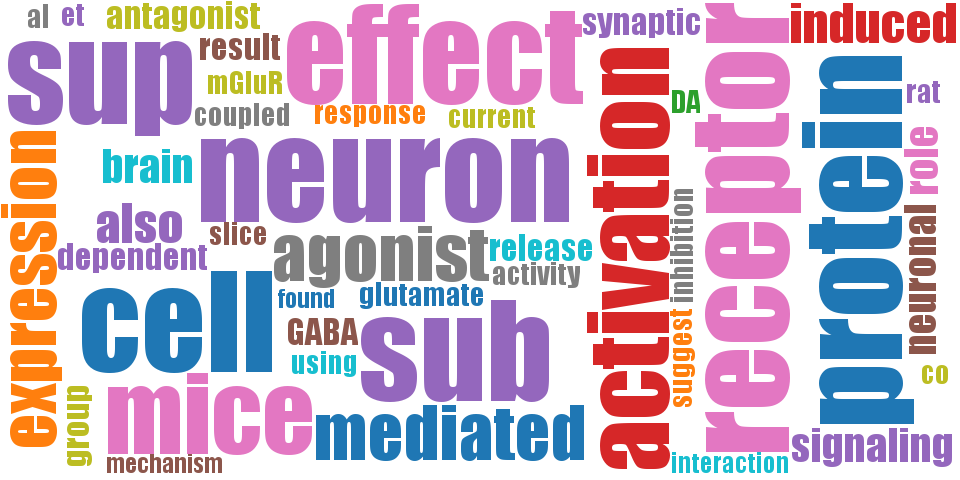 al
et
antagonist
sup
result
effect
synaptic
induced
mGluR
coupled
response
current
DA
rat
expression
brain
neuron
activation
receptor
protein
role
also
slice
dependent
agonist
release
activity
inhibition
neuronal
cell
found
glutamate
GABA
sub
using
suggest
co
group
mice
mediated
mechanism
interaction
signaling